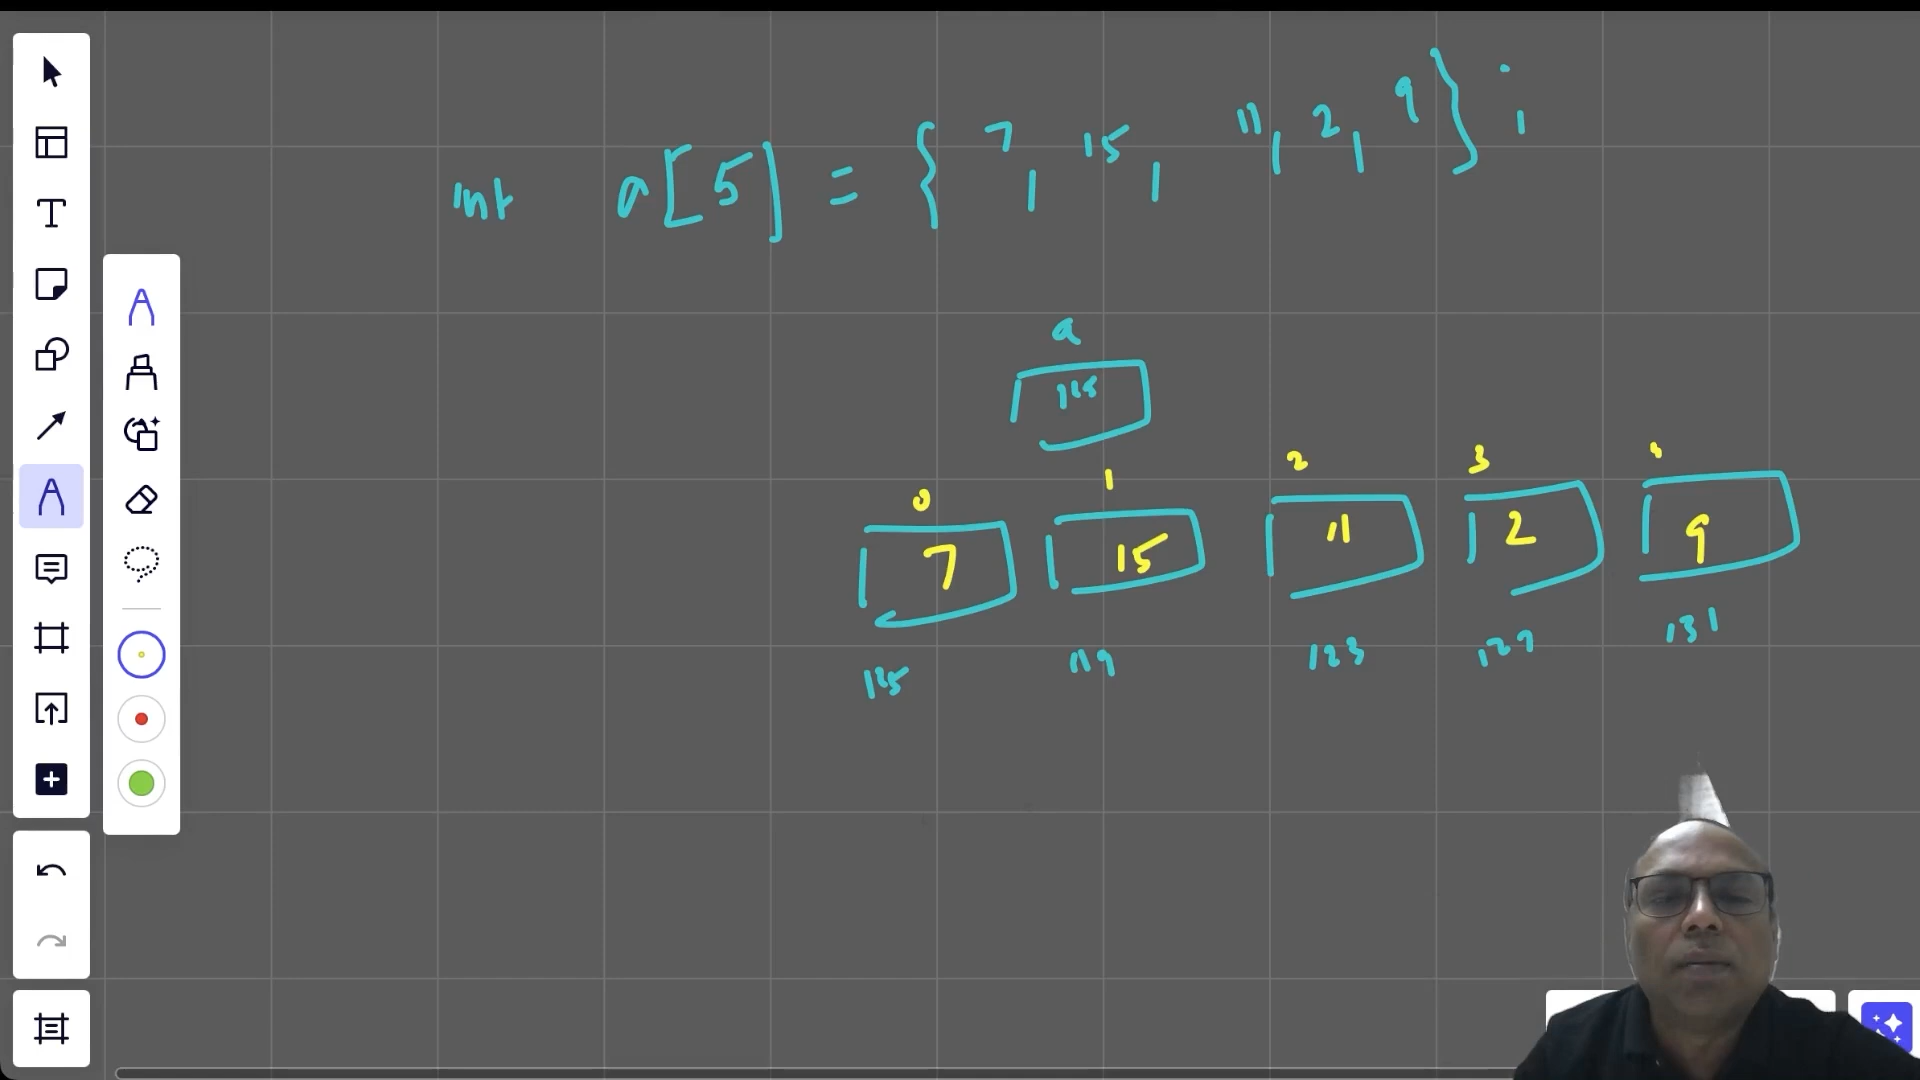 int a[5] = { 7, 15, 11, 2, 9 } ;
a
115
0 1 2 3 4
7 15 11 2 9
115 119 123 127 131